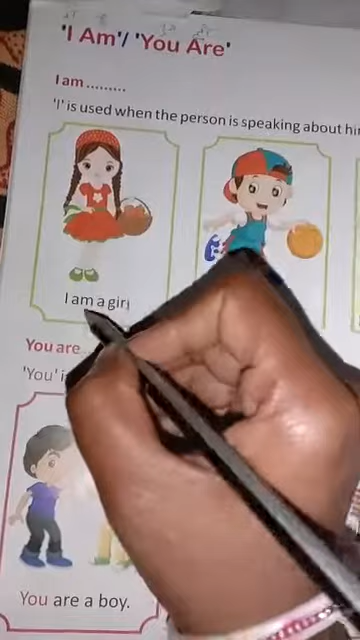 'I Am'/ 'You Are'
I am.........
'I' is used when the person is speaking about
I am a girl
You are
'You'
You are a boy.